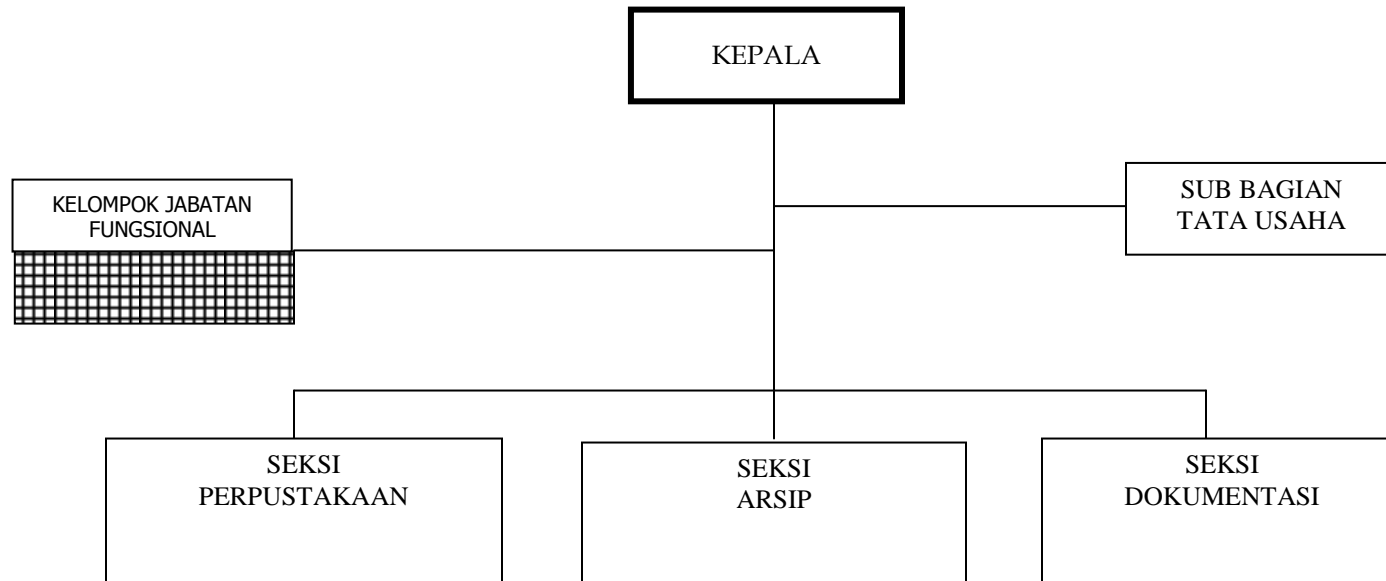 KEPALA
KELOMPOK JABATAN
FUNGSIONAL
SUB BAGIAN
TATA USAHA
SEKSI
PERPUSTAKAAN
SEKSI
ARSIP
SEKSI
DOKUMENTASI